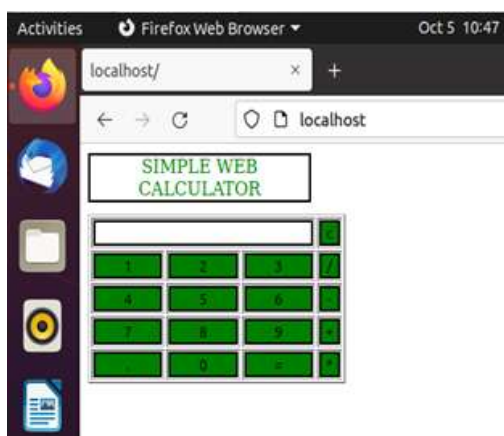 Activities Firefox Web Browser Oct 5 10:47
localhost/ × +
localhost
SIMPLE WEB
CALCULATOR
c
1 2 3 /
4 5 6 -
7 8 9 +
. 0 = *